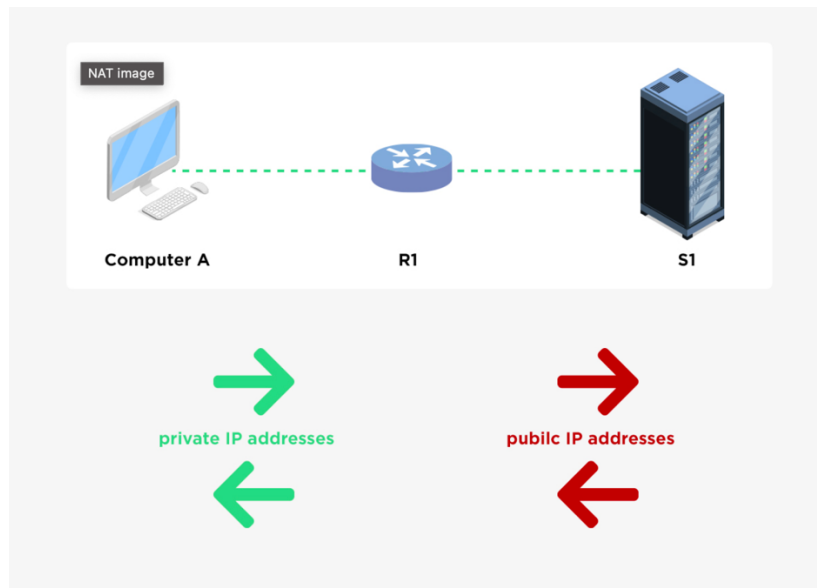 NAT image
Computer A
R1
S1
private IP addresses
pubilc IP addresses